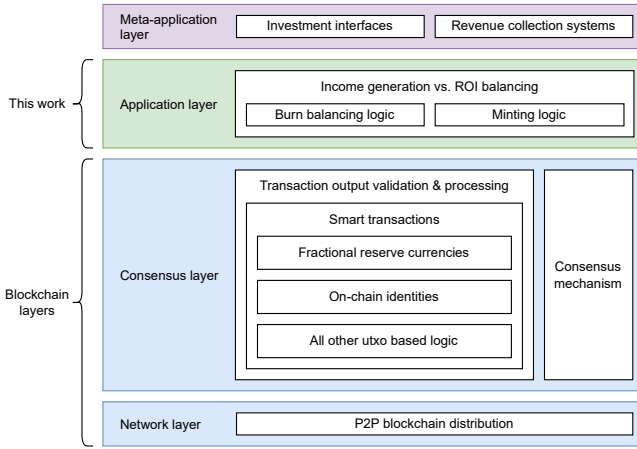 Meta-application
layer
Investment interfaces
Revenue collection systems
This work
Application layer
Income generation vs. ROI balancing
Burn balancing logic
Minting logic
Blockchain
layers
Consensus layer
Transaction output validation & processing
Smart transactions
Fractional reserve currencies
On-chain identities
All other utxo based logic
Consensus
mechanism
Network layer
P2P blockchain distribution